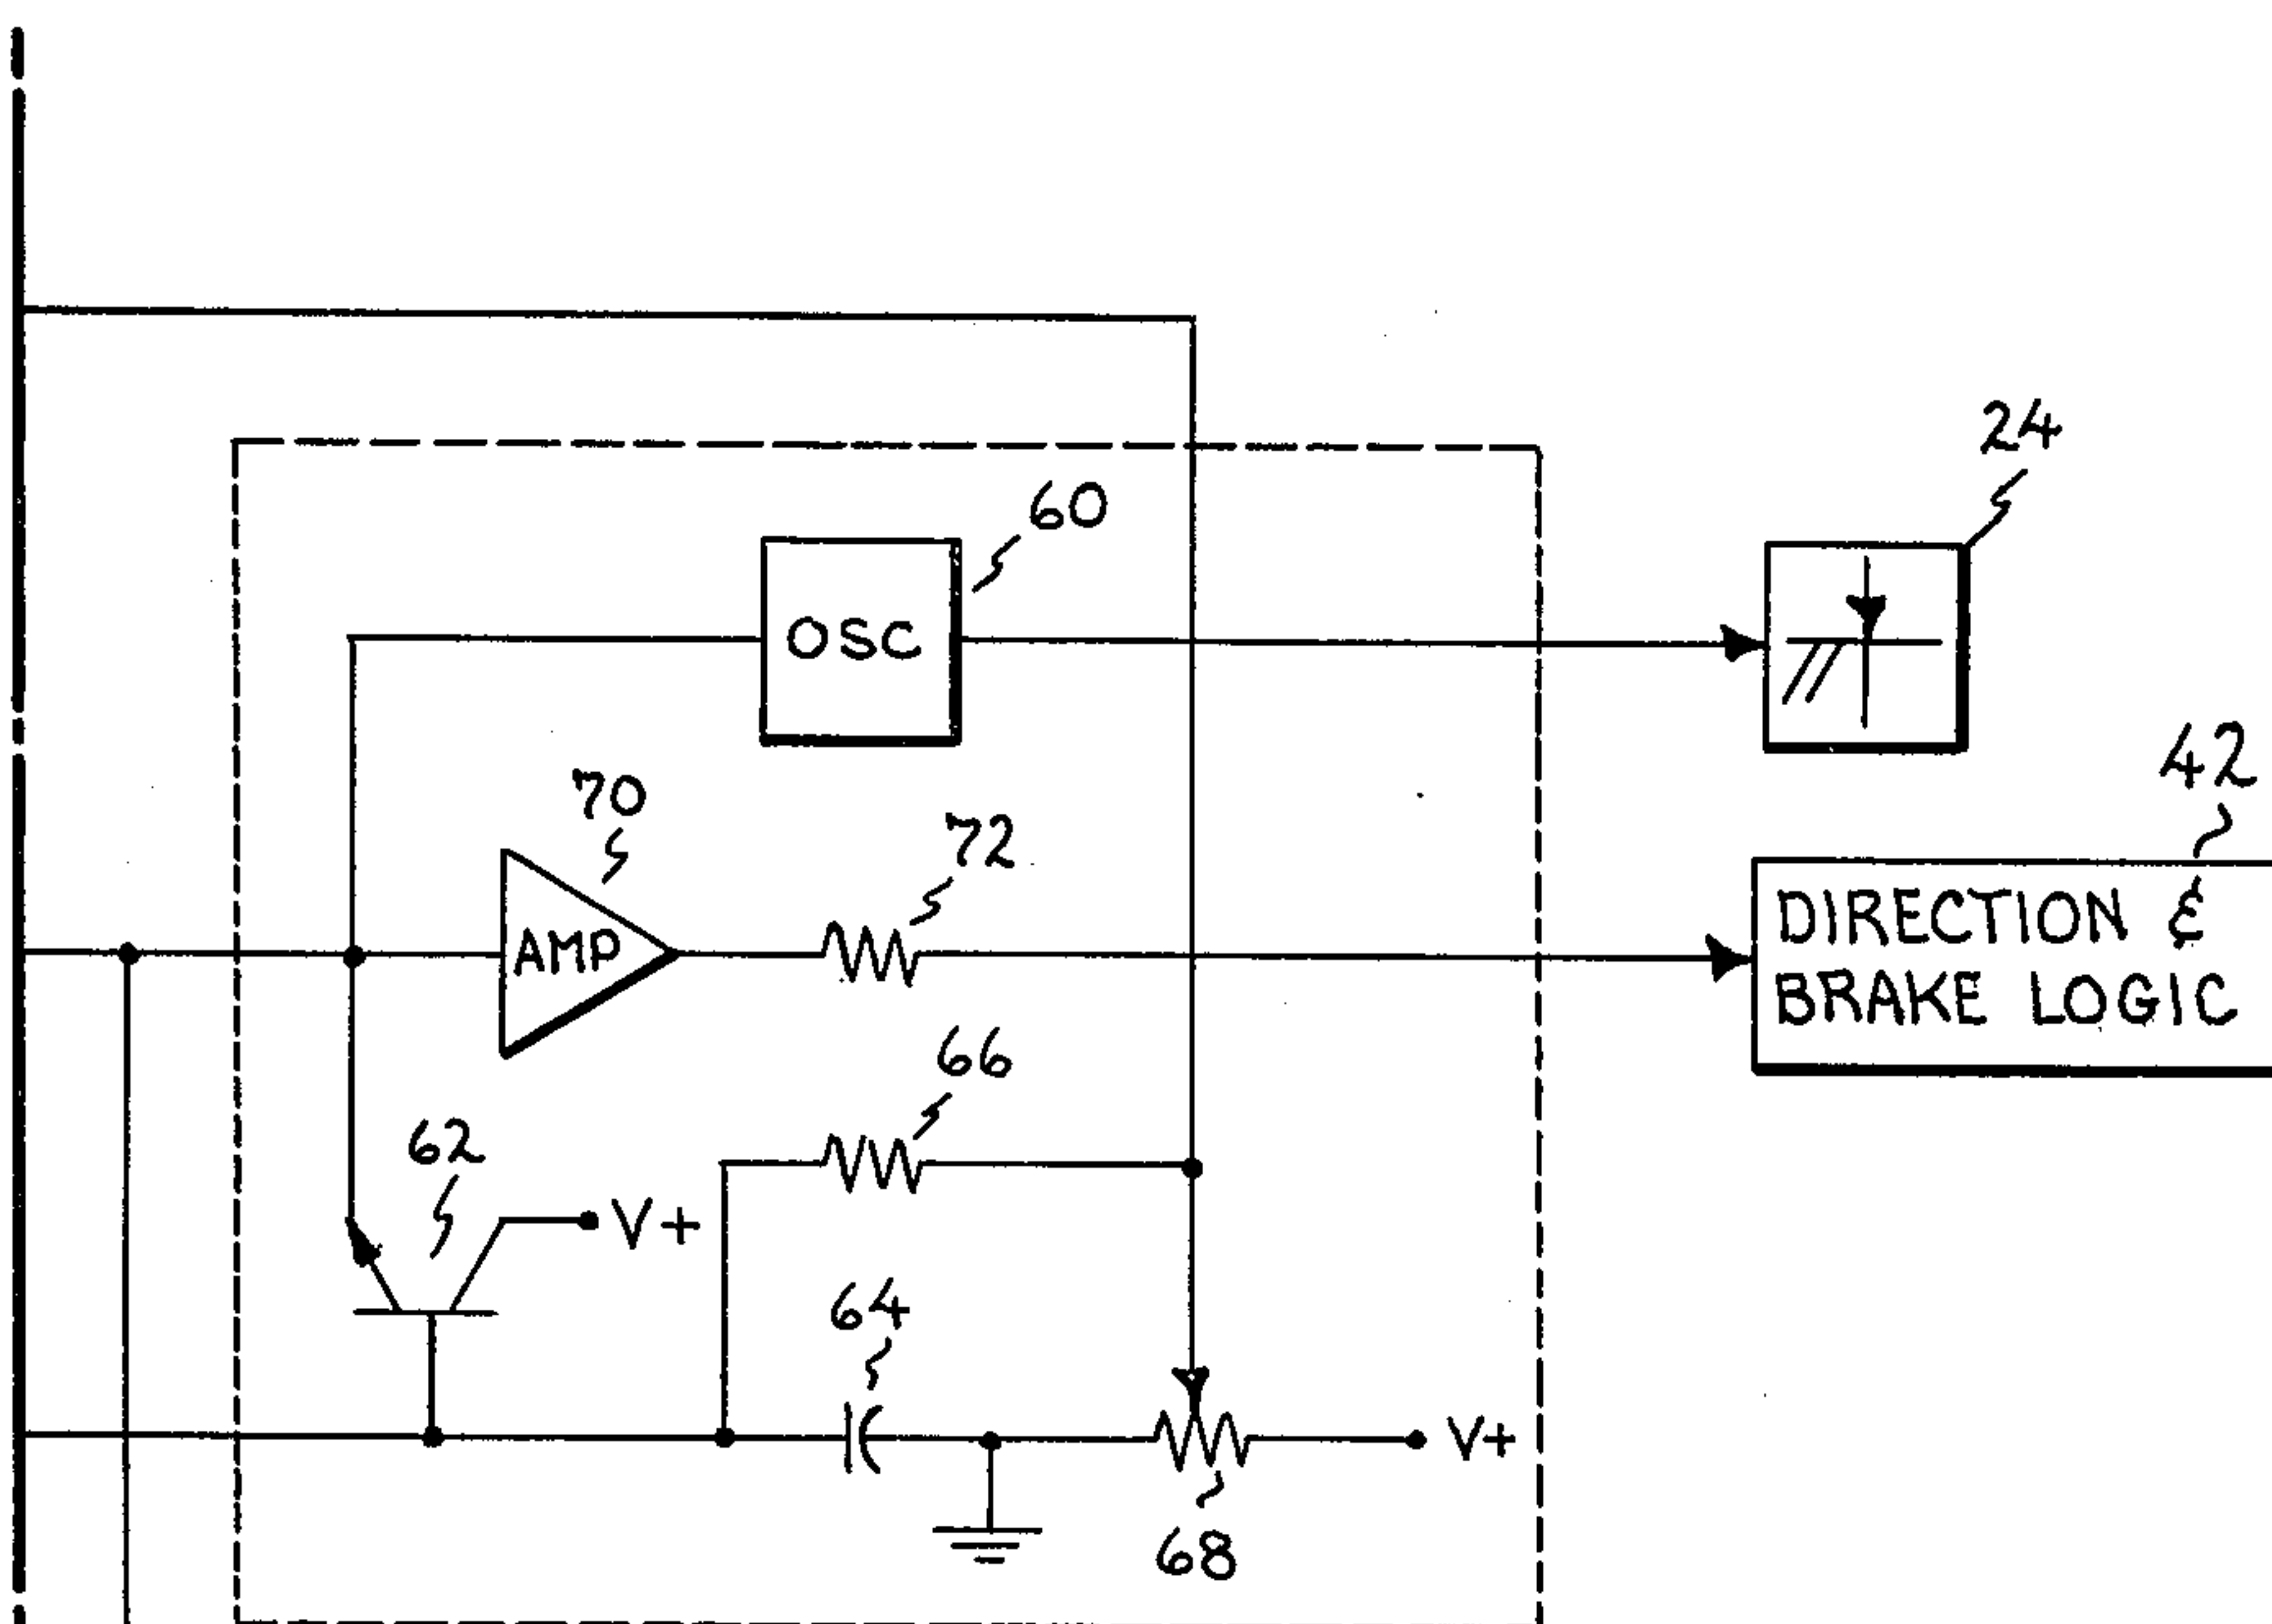 24
60
OSC
42
70
72
DIRECTION &
AMP
BRAKE LOGIC
66
62
V+
64
V+
68